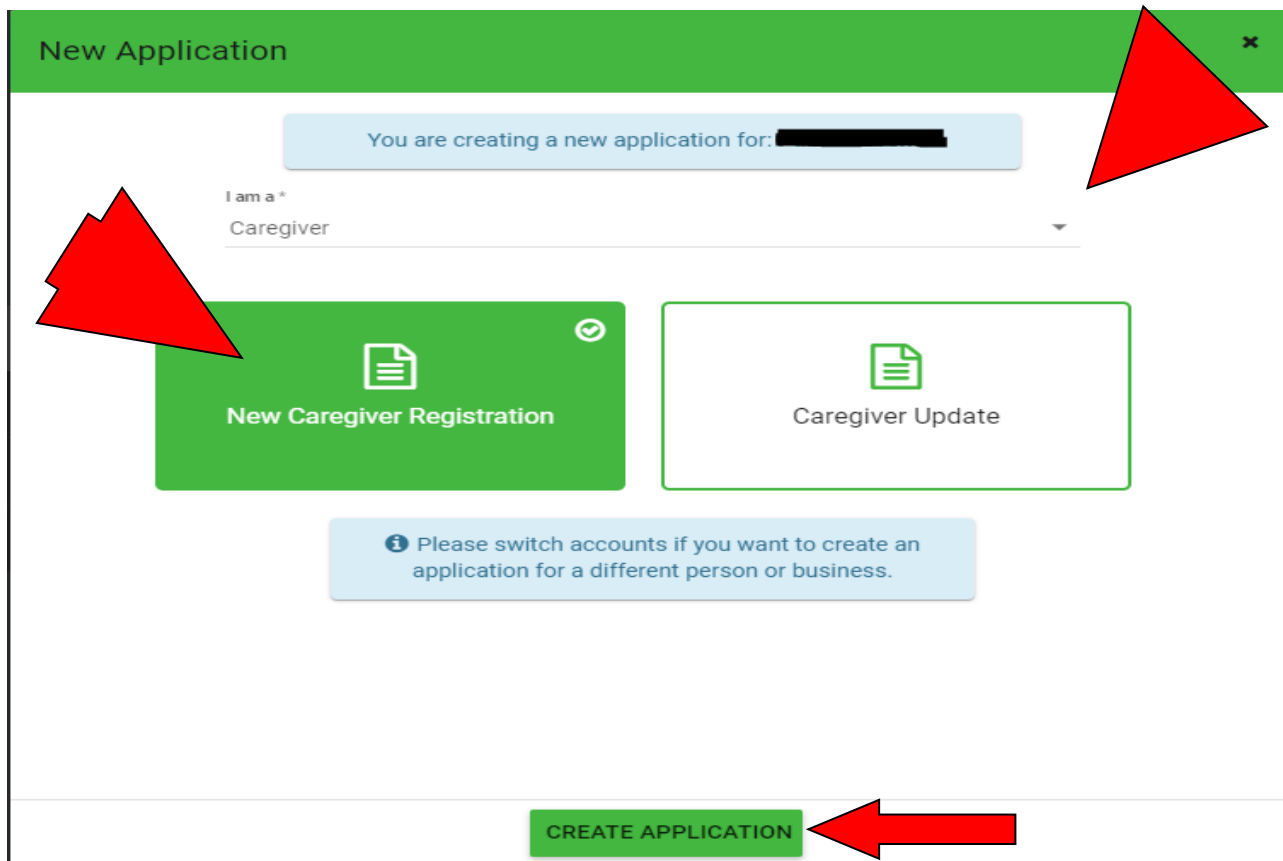 New Application
You are creating a new application for:
I am a *
Caregiver
New Caregiver Registration
Caregiver Update
Please switch accounts if you want to create an
application for a different person or business.
CREATE APPLICATION